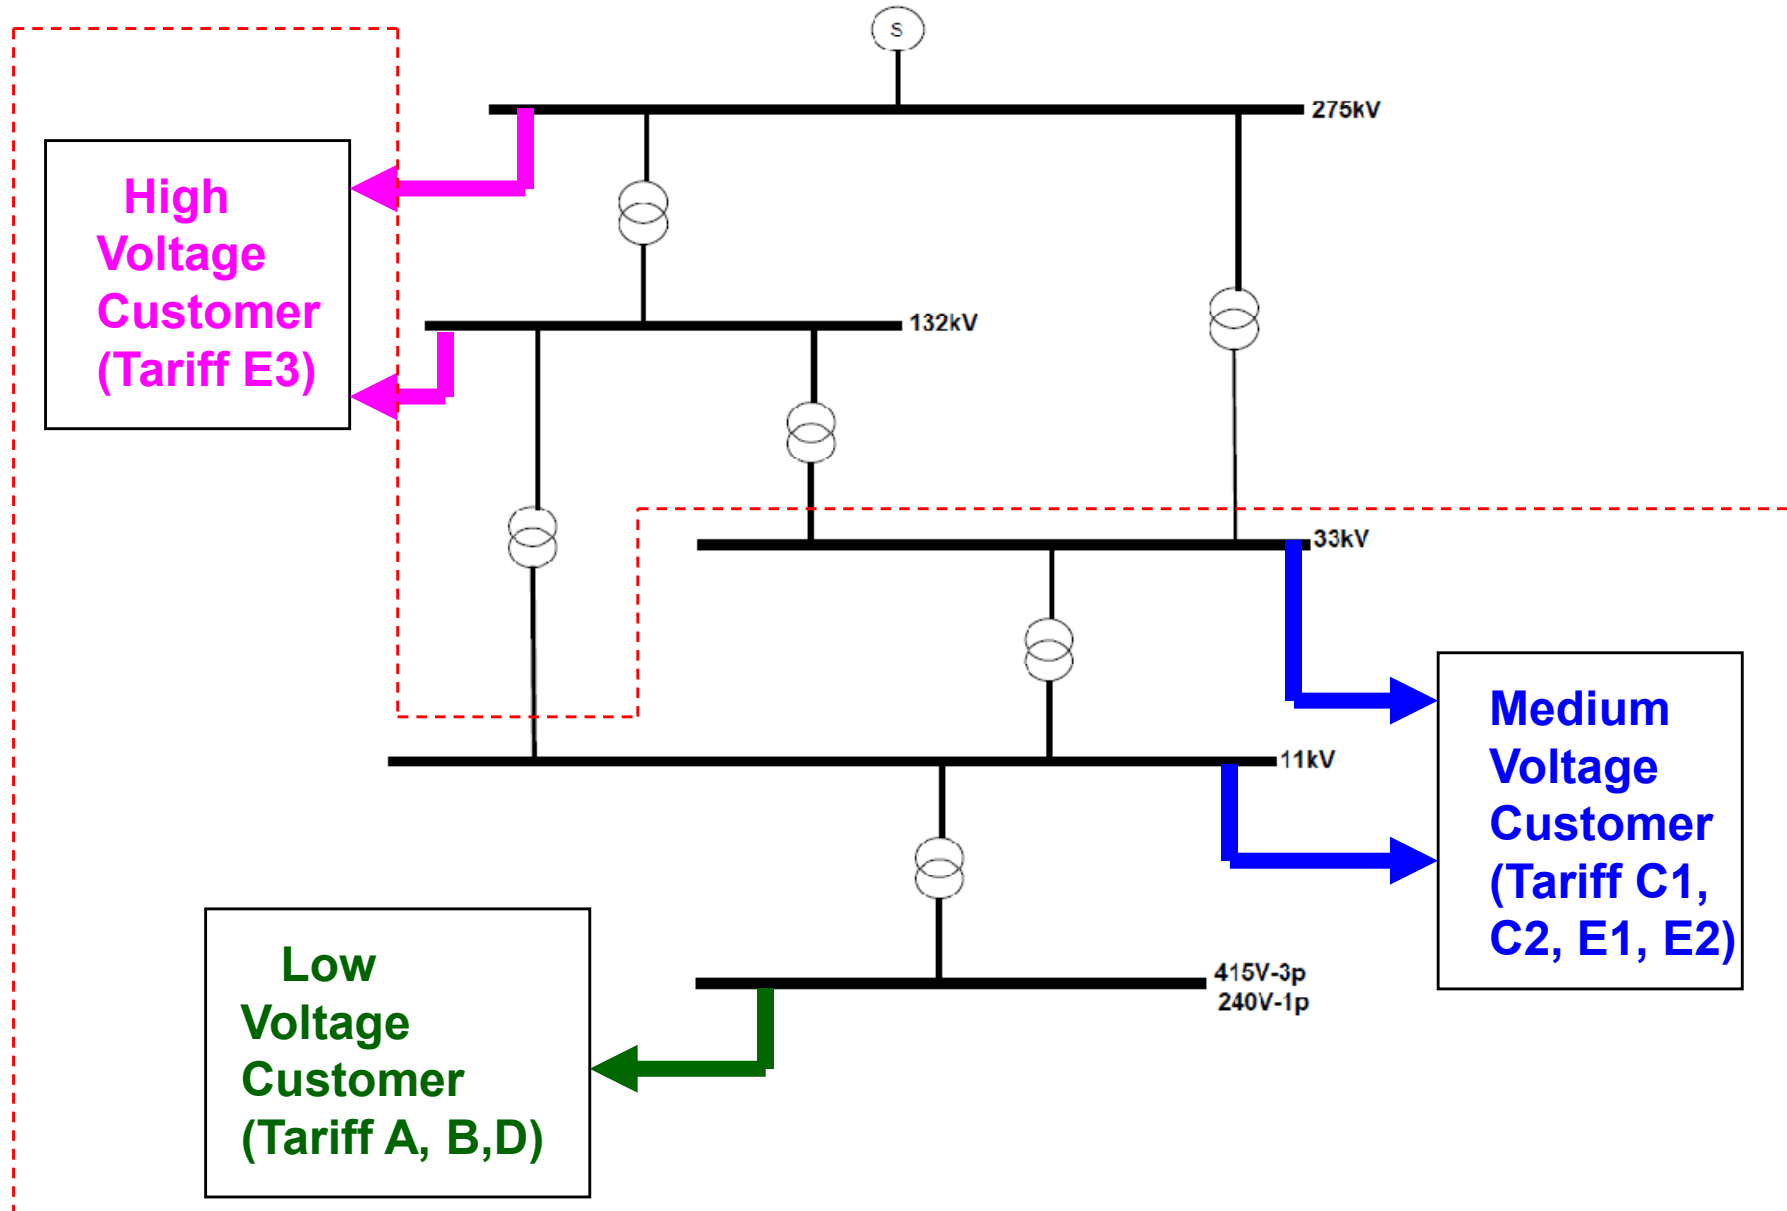 S
275kV
High
Voltage
Customer
(Tariff E3)
132kV
33kV
Medium
Voltage
Customer
(Tariff C1,
C2, E1, E2)
11kV
Low
Voltage
Customer
(Tariff A, B,D)
415V-3p
240V-1p